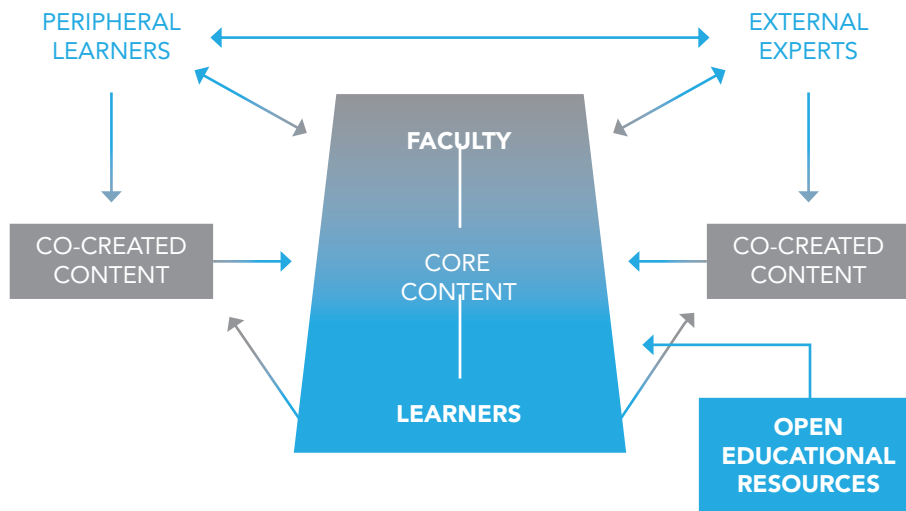 PERIPHERAL
LEARNERS
EXTERNAL
EXPERTS
FACULTY
CO-CREATED
CONTENT
CORE
CONTENT
CO-CREATED
CONTENT
LEARNERS
OPEN
EDUCATIONAL
RESOURCES